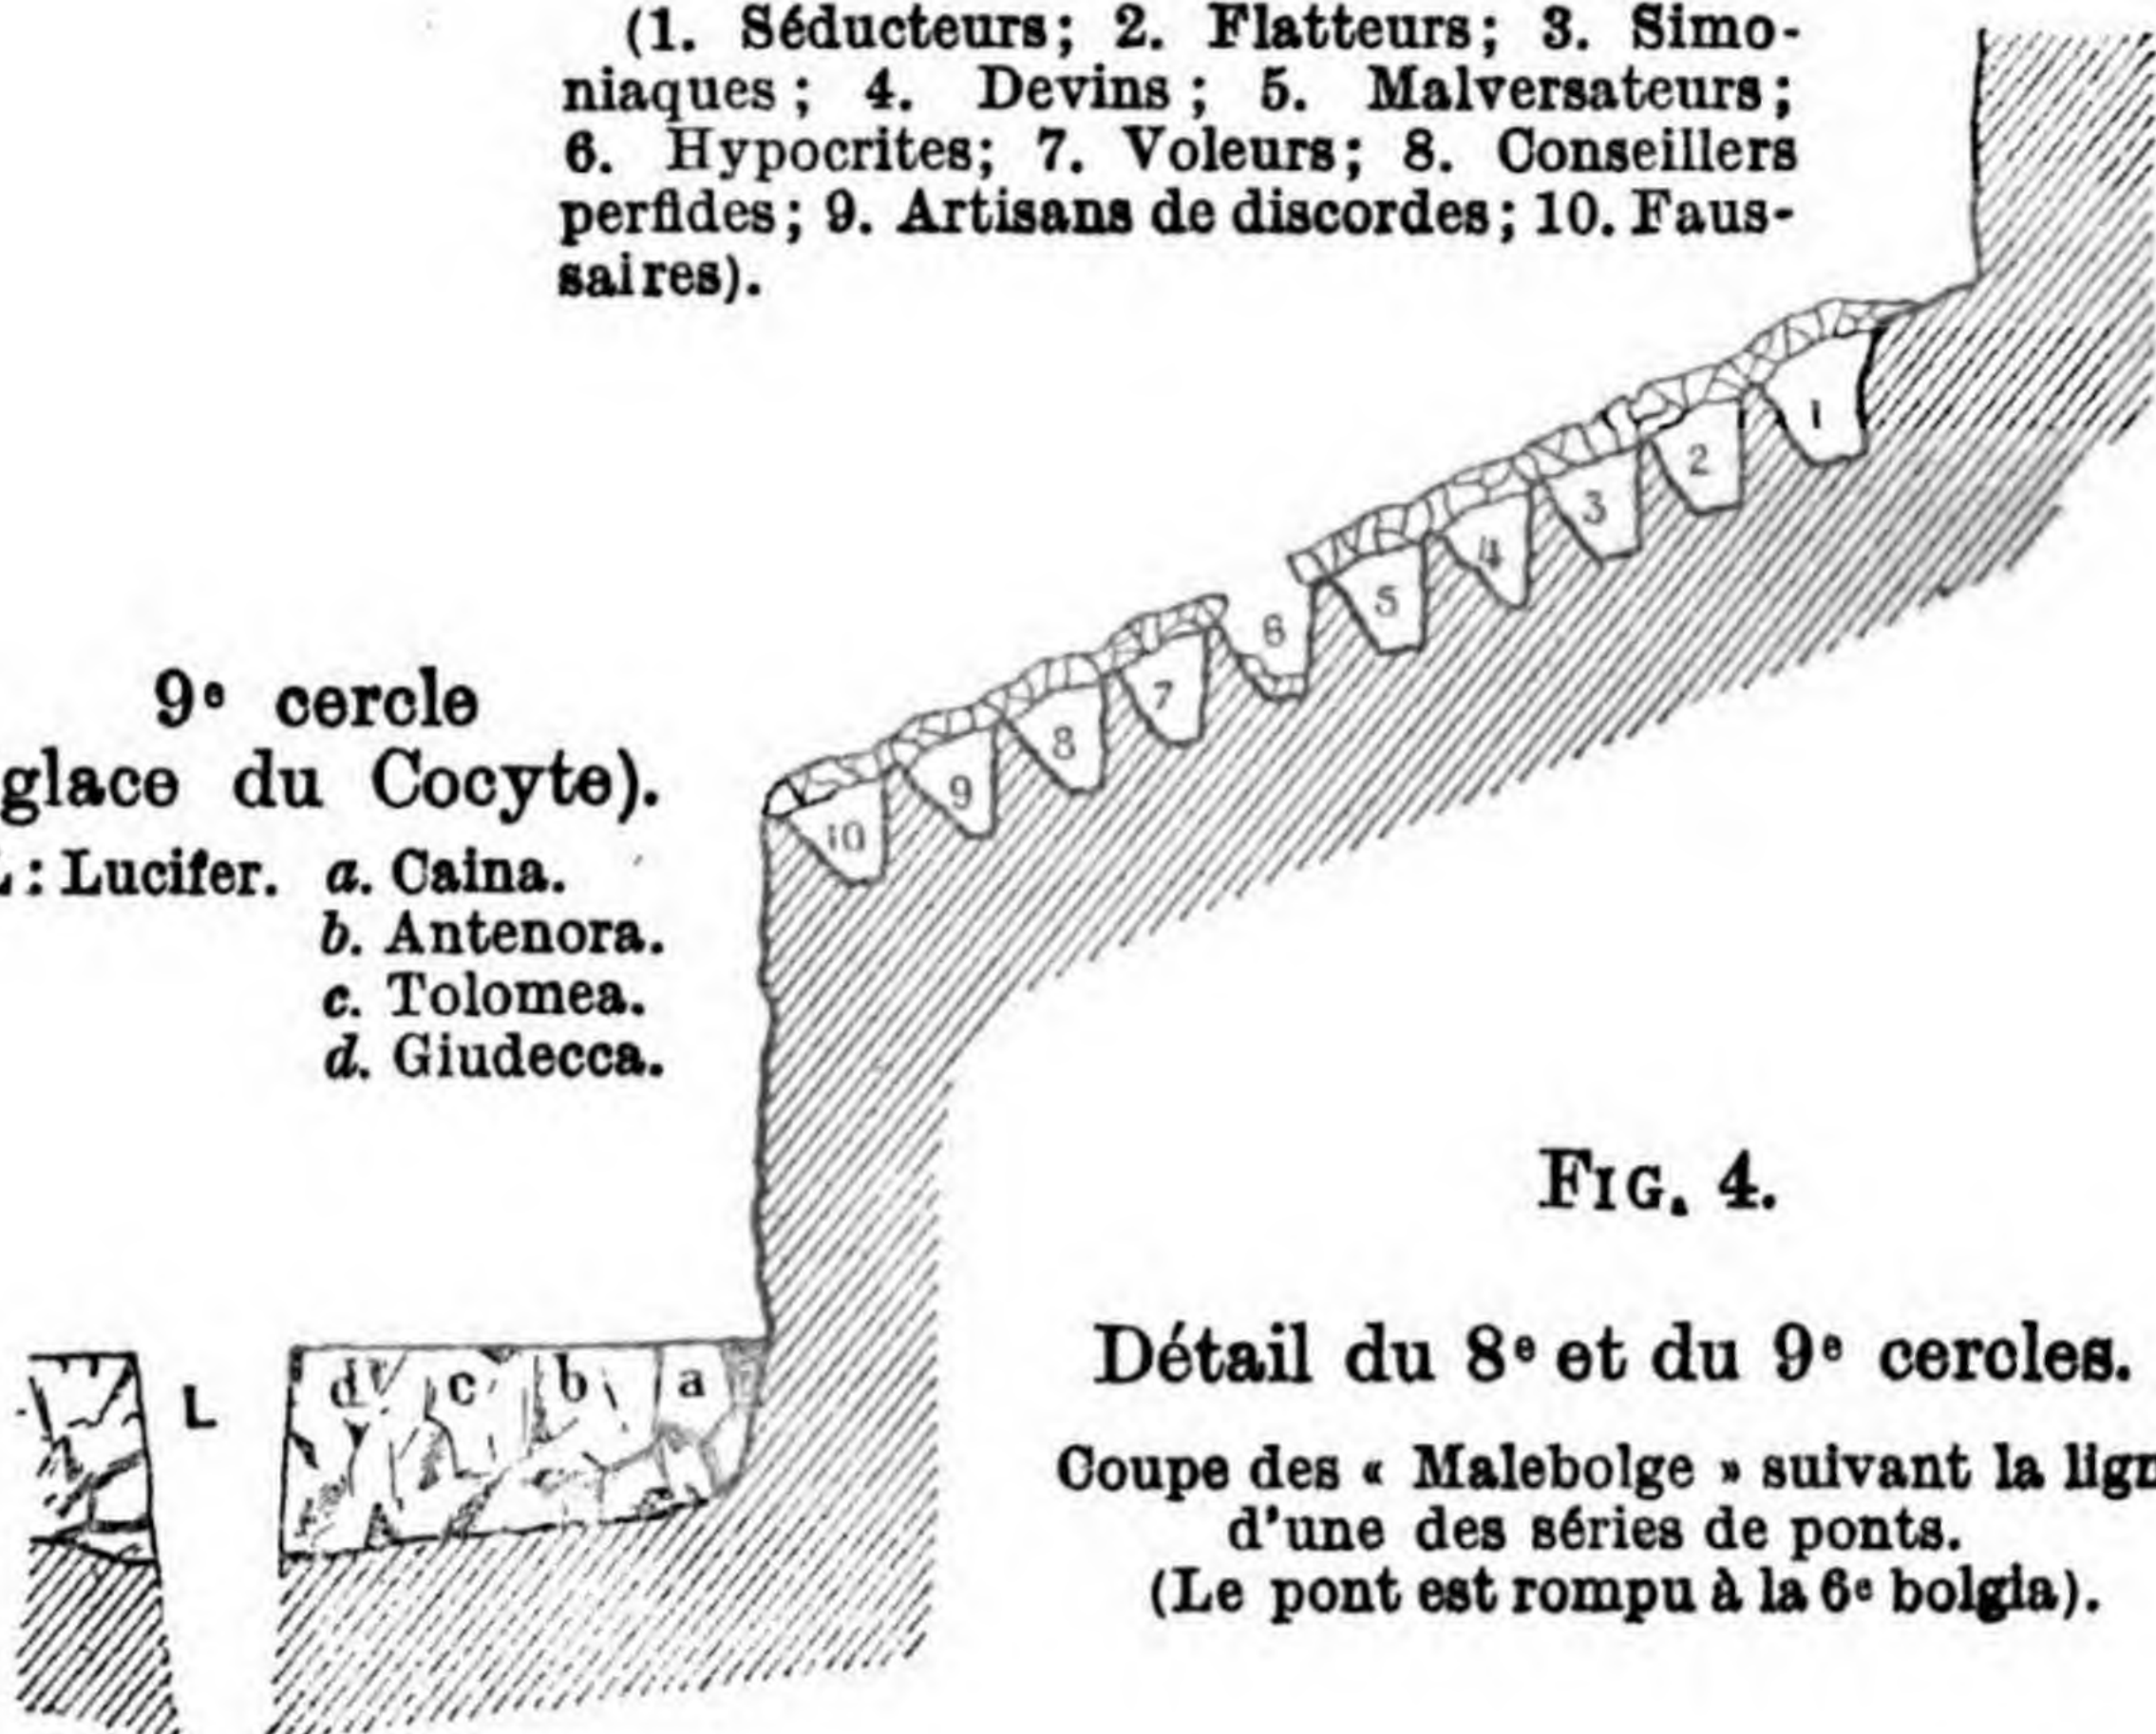 (1. Séducteurs; 2. Flatteurs; 3. Simo-
niaques; 4. Devins; 5. Malversateurs;
6. Hypocrites; 7. Voleurs; 8. Conseillers
perfides; 9. Artisans de discordes; 10. Faus-
saires).
1
2
3
4
5
6
7
8
9
10
9e cercle
glace du Cocyte).
L: Lucifer. a. Caina.
b. Antenora.
c. Tolomea.
d. Giudecca.
L d c b a
FIG. 4.
Détail du 8e et du 9e cercles.
Coupe des « Malebolge » suivant la lign
d'une des séries de ponts.
(Le pont est rompu à la 6e bolgia).